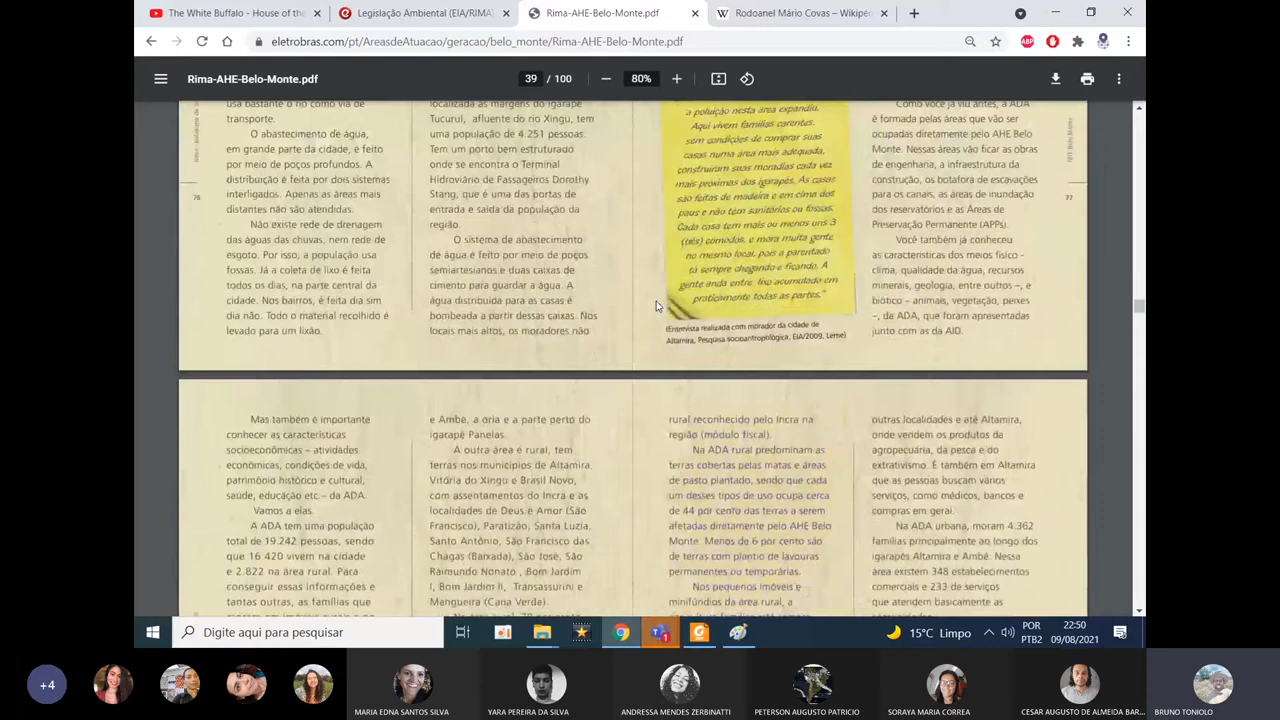 The White Buffalo - House of the
Legislação Ambiental (EIA/RIMA)
Rima-AHE-Belo-Monte.pdf
Rodoanel Mário Covas – Wikipéd
eletrobras.com/pt/AreasdeAtuacao/geracao/belo_monte/Rima-AHE-Belo-Monte.pdf
ABP
Rima-AHE-Belo-Monte.pdf
39 / 100
80%
usa bastante o rio como via de
transporte.
O abastecimento de água,
em grande parte da cidade, é feito
por meio de poços profundos. A
distribuição é feita por dois sistemas
interligados. Apenas as áreas mais
distantes não são atendidas.
Não existe rede de drenagem
das águas das chuvas, nem rede de
esgoto. Por isso, a população usa
fossas. Já a coleta de lixo é feita
todos os dias, na parte central da
cidade. Nos bairros, é feita dia sim
dia não. Todo o material recolhido é
levado para um lixão.
76
localizada às margens do igarapé
Tucuruí, afluente do rio Xingu, tem
uma população de 4.251 pessoas.
Tem um porto bem estruturado
onde se encontra o Terminal
Hidroviário de Passageiros Dorothy
Stang, que é uma das portas de
entrada e saída da população da
região.
O sistema de abastecimento
de água é feito por meio de poços
semiartesianos e duas caixas de
cimento para guardar a água. A
água distribuída para as casas é
bombeada a partir dessas caixas. Nos
locais mais altos, os moradores não
a poluição nesta área expandiu.
Aqui vivem famílias carentes,
sem condições de comprar suas
casas numa área mais adequada,
construíram suas moradias cada vez
mais próximas dos igarapés. As casas
são feitas de madeira e em cima dos
paus e não têm sanitários ou fossas.
Cada casa tem mais ou menos uns 3
(três) cômodos, e mora muita gente
no mesmo local, pois a parentada
tá sempre chegando e ficando. A
gente anda entre lixo acumulado em
praticamente todas as partes."
(Entrevista realizada com morador da cidade de
Altamira, Pesquisa socioantropológica, EIA/2009, Leme)
Como você já viu antes, a ADA
é formada pelas áreas que vão ser
ocupadas diretamente pelo AHE Belo
Monte. Nessas áreas vão ficar as obras
de engenharia, a infraestrutura da
construção, os botafora de escavações
para os canais, as áreas de inundação
dos reservatórios e as Áreas de
Preservação Permanente (APPs).
Você também já conheceu
as características dos meios físico -
clima, qualidade da água, recursos
minerais, geologia, entre outros –, e
biótico – animais, vegetação, peixes
–, da ADA, que foram apresentadas
junto com as da AID.
77
Mas também é importante
conhecer as características
socioeconômicas – atividades
econômicas, condições de vida,
patrimônio histórico e cultural,
saúde, educação etc.– da ADA.
Vamos a elas.
A ADA tem uma população
total de 19.242 pessoas, sendo
que 16 420 vivem na cidade
e 2.822 na área rural. Para
conseguir essas informações e
tantas outras, as famílias que
e Ambé, a orla e a parte perto do
igarapé Panelas.
A outra área é rural, tem
terras nos municípios de Altamira,
Vitória do Xingu e Brasil Novo,
com assentamentos do Incra e as
localidades de Deus é Amor (São
Francisco), Paratizão, Santa Luzia,
Santo Antônio, São Francisco das
Chagas (Baixada), São José, São
Raimundo Nonato , Bom Jardim
I, Bom Jardim II, Transassurini e
Mangueira (Cana Verde).
rural reconhecido pelo Incra na
região (módulo fiscal).
Na ADA rural predominam as
terras cobertas pelas matas e áreas
de pasto plantado, sendo que cada
um desses tipos de uso ocupa cerca
de 44 por cento das terras a serem
afetadas diretamente pelo AHE Belo
Monte. Menos de 6 por cento são
de terras com plantio de lavouras
permanentes ou temporárias.
Nos pequenos imóveis e
minifúndios da área rural, a
outras localidades e até Altamira,
onde vendem os produtos da
agropecuária, da pesca e do
extrativismo. É também em Altamira
que as pessoas buscam vários
serviços, como médicos, bancos e
compras em geral.
Na ADA urbana, moram 4.362
famílias principalmente ao longo dos
igarapés Altamira e Ambé. Nessa
área existem 348 estabelecimentos
comerciais e 233 de serviços
que atendem basicamente as
Digite aqui para pesquisar
1
15°C Limpo
POR
PTB2
22:50
09/08/2021
+4
MARIA EDNA SANTOS SILVA
YARA PEREIRA DA SILVA
ANDRESSA MENDES ZERBINATTI
PETERSON AUGUSTO PATRICIO
SORAYA MARIA CORREA
CESAR AUGUSTO DE ALMEIDA BAR...
BRUNO TONIOLO